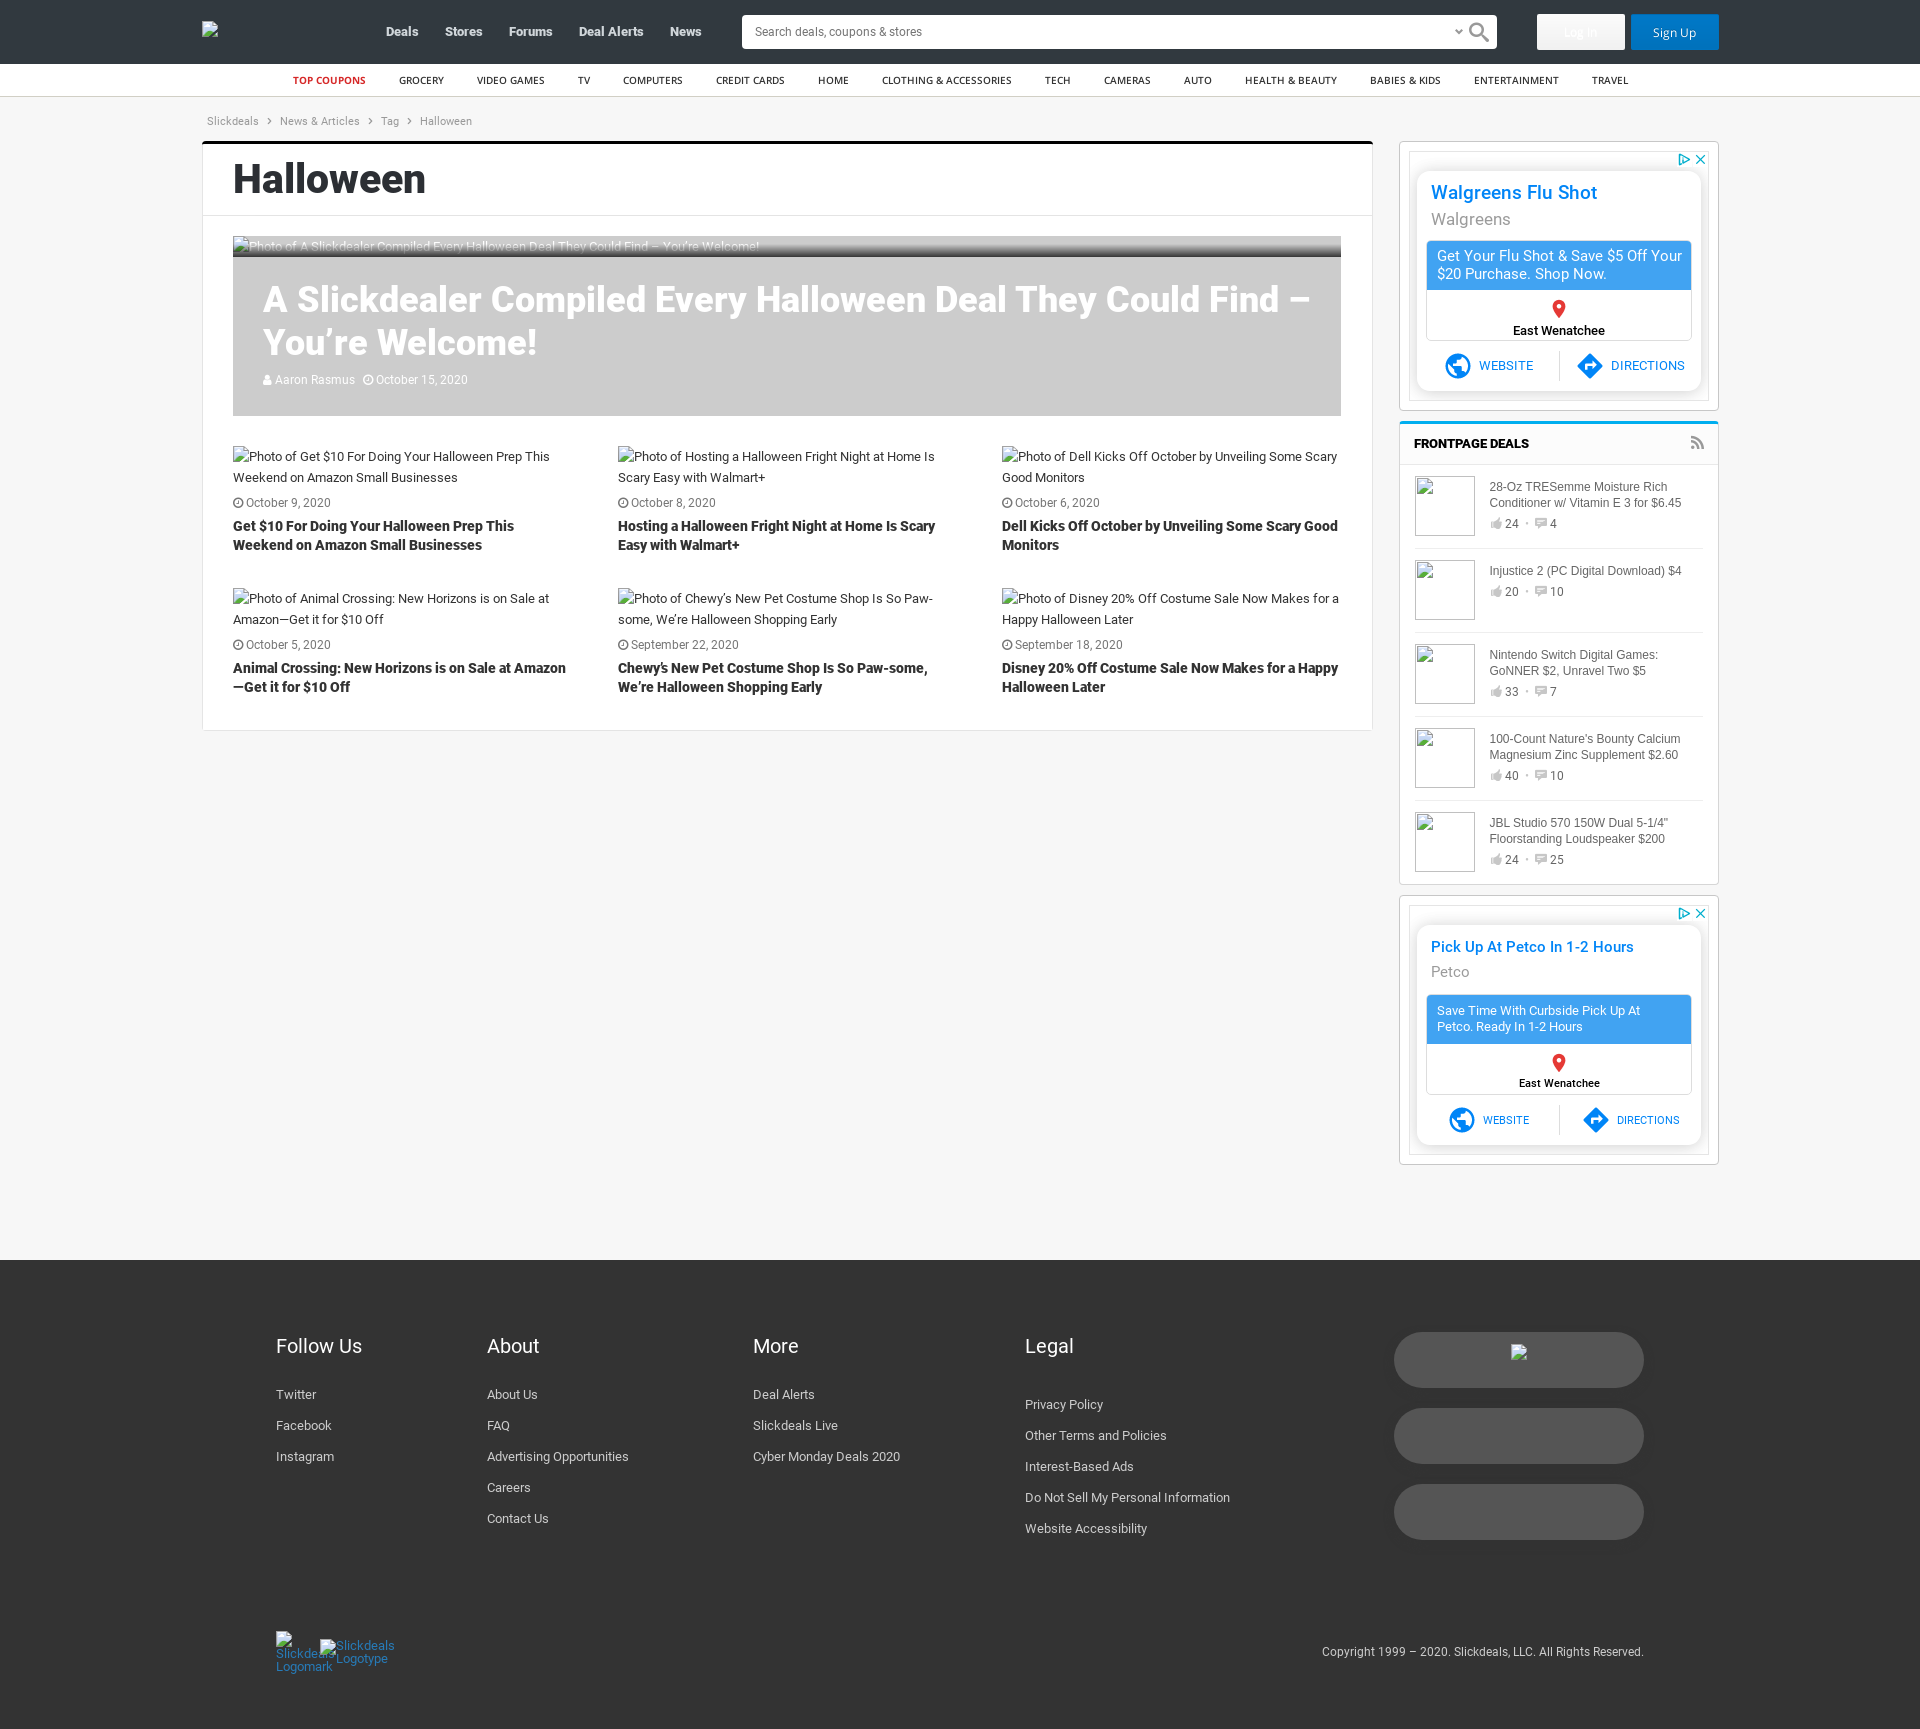 Deals Stores Forums Deal Alerts News
Search deals, coupons & stores
Log In
Sign Up
TOP COUPONS GROCERY VIDEO GAMES TV COMPUTERS CREDIT CARDS HOME CLOTHING & ACCESSORIES TECH CAMERAS AUTO HEALTH & BEAUTY BABIES & KIDS ENTERTAINMENT TRAVEL
Slickdeals > News & Articles > Tag > Halloween
Halloween
Photo of A Slickdealer Compiled Every Halloween Deal They Could Find – You're Welcome!
A Slickdealer Compiled Every Halloween Deal They Could Find –
You're Welcome!
Aaron Rasmus October 15, 2020
Photo of Get $10 For Doing Your Halloween Prep This
Weekend on Amazon Small Businesses
October 9, 2020
Get $10 For Doing Your Halloween Prep This
Weekend on Amazon Small Businesses
Photo of Hosting a Halloween Fright Night at Home Is
Scary Easy with Walmart+
October 8, 2020
Hosting a Halloween Fright Night at Home Is Scary
Easy with Walmart+
Photo of Dell Kicks Off October by Unveiling Some Scary
Good Monitors
October 6, 2020
Dell Kicks Off October by Unveiling Some Scary Good
Monitors
Photo of Animal Crossing: New Horizons is on Sale at
Amazon—Get it for $10 Off
October 5, 2020
Animal Crossing: New Horizons is on Sale at Amazon
—Get it for $10 Off
Photo of Chewy's New Pet Costume Shop Is So Paw-
some, We're Halloween Shopping Early
September 22, 2020
Chewy's New Pet Costume Shop Is So Paw-some,
We're Halloween Shopping Early
Photo of Disney 20% Off Costume Sale Now Makes for a
Happy Halloween Later
September 18, 2020
Disney 20% Off Costume Sale Now Makes for a Happy
Halloween Later
Walgreens Flu Shot
Walgreens
Get Your Flu Shot & Save $5 Off Your
$20 Purchase. Shop Now.
East Wenatchee
WEBSITE DIRECTIONS
FRONTPAGE DEALS
28-Oz TRESemme Moisture Rich
Conditioner w/ Vitamin E 3 for $6.45
24 • 4
Injustice 2 (PC Digital Download) $4
20 • 10
Nintendo Switch Digital Games:
GoNNER $2, Unravel Two $5
33 • 7
100-Count Nature's Bounty Calcium
Magnesium Zinc Supplement $2.60
40 • 10
JBL Studio 570 150W Dual 5-1/4"
Floorstanding Loudspeaker $200
24 • 25
Pick Up At Petco In 1-2 Hours
Petco
Save Time With Curbside Pick Up At
Petco. Ready In 1-2 Hours
East Wenatchee
WEBSITE DIRECTIONS
Follow Us
Twitter
Facebook
Instagram
About
About Us
FAQ
Advertising Opportunities
Careers
Contact Us
More
Deal Alerts
Slickdeals Live
Cyber Monday Deals 2020
Legal
Privacy Policy
Other Terms and Policies
Interest-Based Ads
Do Not Sell My Personal Information
Website Accessibility
Slickdeals
Logomark
Slickdeals
Logotype
Copyright 1999 – 2020. Slickdeals, LLC. All Rights Reserved.